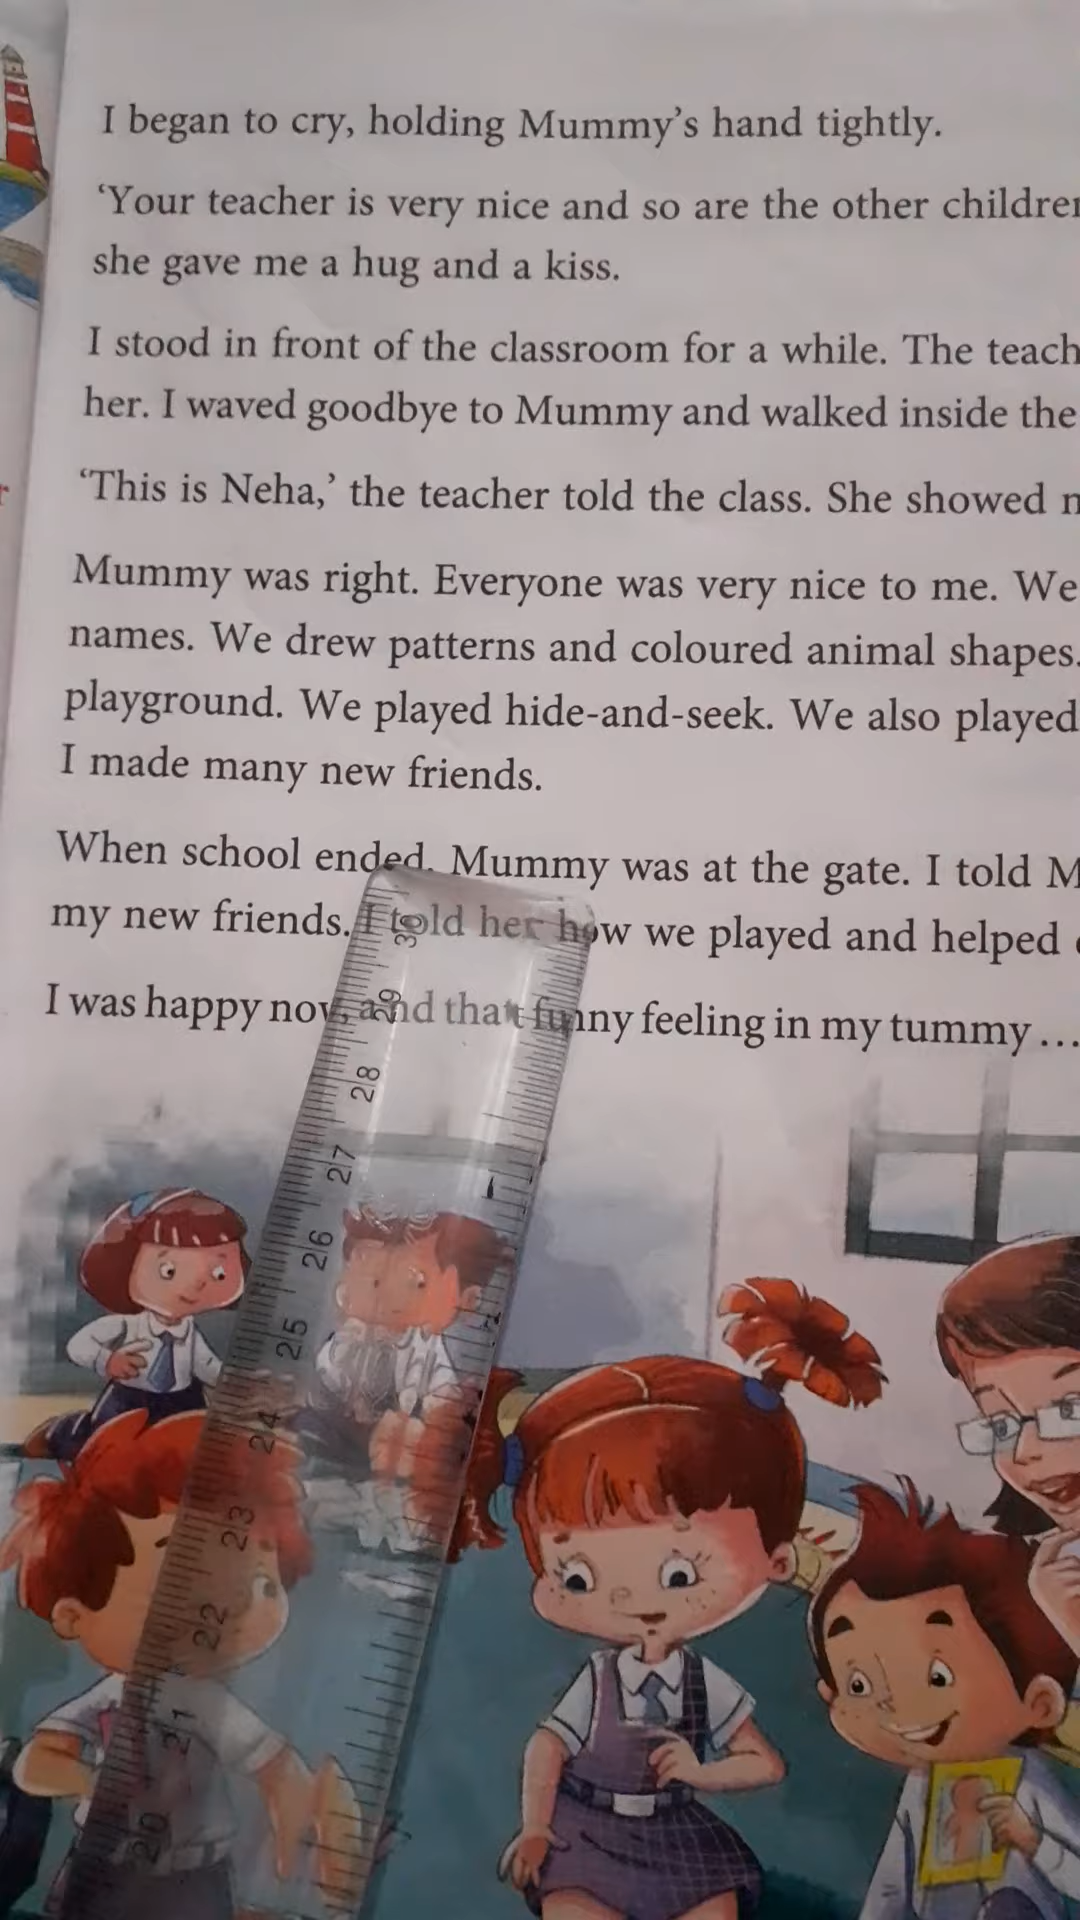 I began to cry, holding Mummy's hand tightly.
‘Your teacher is very nice and so are the other
she gave me a hug and a kiss.
I stood in front of the classroom for a while. The
her. I waved goodbye to Mummy and walked inside the
‘This is Neha,’ the teacher told the class. She showed
Mummy was right. Everyone was very nice to me. We
names. We drew patterns and coloured animal shapes.
playground. We played hide-and-seek. We also played
I made many new friends.
When school ended, Mummy was at the gate. I told
my new friends. I told her how we played and helped
I was happy now, and that funny feeling in my tummy ...
30
29
28
27
26
25
24
23
22
21
20